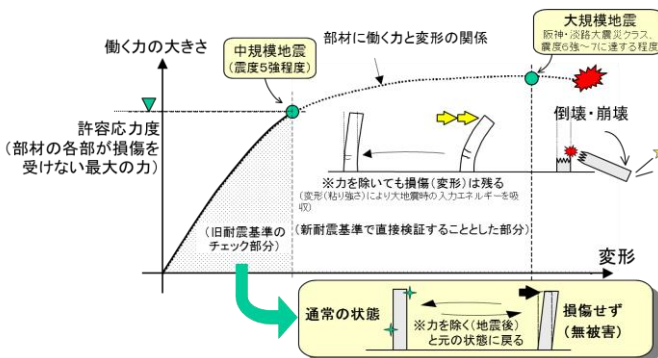 働く力の大きさ
中規模地震
(震度5強程度)
部材に働く力と変形の関係
大規模地震
阪神・淡路大震災クラス、
震度6強～7に達する程度
許容応力度
(部材の各部が損傷を
受けない最大の力)
倒壊・崩壊
※力を除いても損傷(変形)は残る
(変形(粘り強さ)により大地震時の入力エネルギーを吸
収)
(旧耐震基準の
チェック部分)
(新耐震基準で直接検証することとした部分)
変形
通常の状態
※力を除く(地震後)
と元の状態に戻る
損傷せず
(無被害)